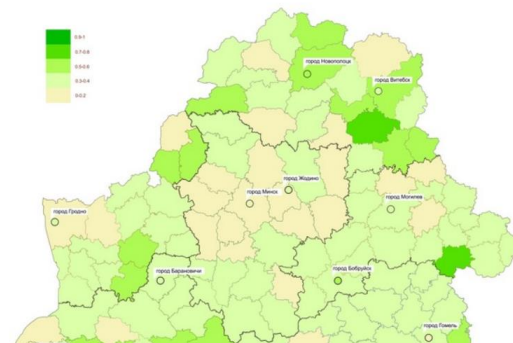 0.9-1
0.7-0.8
0.5-0.6
0.3-0.4
0-0.2
город Новополоцк
город Витебск
город Жодино
город Минск
город Могилев
город Гродно
город Барановичи
город Бобруйск
город Гомель